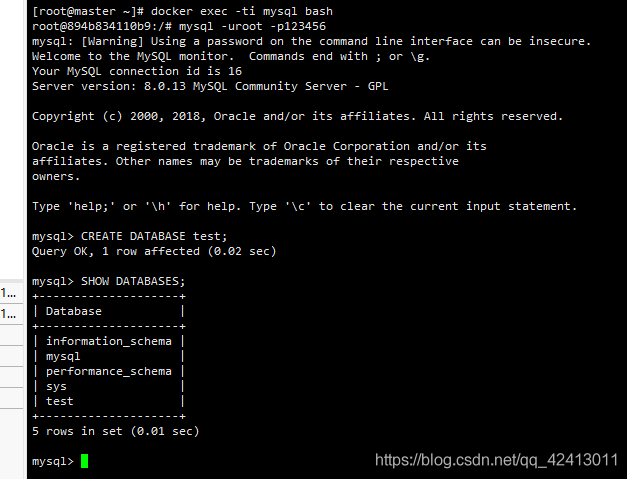 [root@master ~]# docker exec -ti mysql bash
root@894b834110b9:/# mysql -uroot -p123456
mysql: [Warning] Using a password on the command line interface can be insecure.
Welcome to the MySQL monitor.  Commands end with ; or \g.
Your MySQL connection id is 16
Server version: 8.0.13 MySQL Community Server - GPL

Copyright (c) 2000, 2018, Oracle and/or its affiliates. All rights reserved.

Oracle is a registered trademark of Oracle Corporation and/or its
affiliates. Other names may be trademarks of their respective
owners.

Type 'help;' or '\h' for help. Type '\c' to clear the current input statement.

mysql> CREATE DATABASE test;
Query OK, 1 row affected (0.02 sec)

mysql> SHOW DATABASES;
+--------------------+
| Database           |
+--------------------+
| information_schema |
| mysql              |
| performance_schema |
| sys                |
| test               |
+--------------------+
5 rows in set (0.01 sec)

mysql>
1...
1...
https://blog.csdn.net/qq_42413011